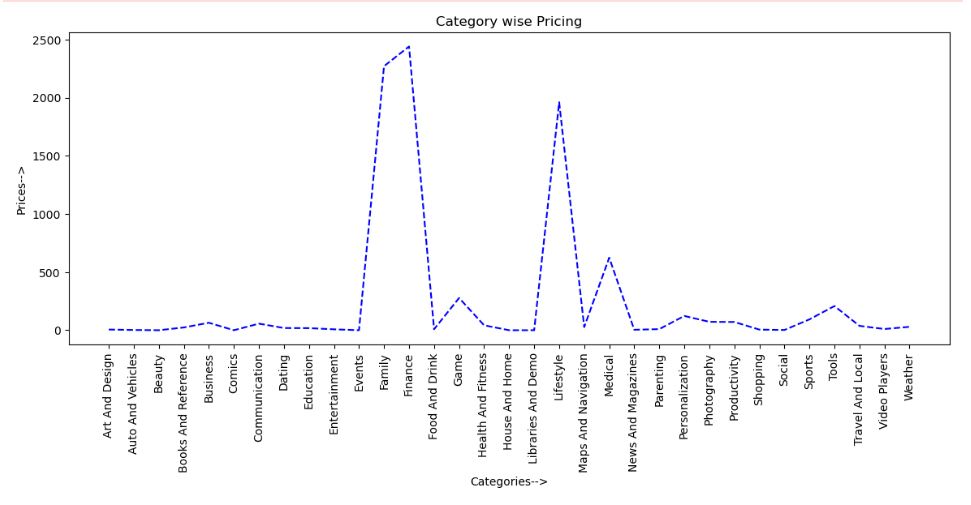 Category wise Pricing
2500
2000
1500
1000
500
0
Prices-->
Art And Design
Auto And Vehicles
Beauty
Books And Reference
Business
Comics
Communication
Dating
Education
Entertainment
Events
Family
Finance
Food And Drink
Game
Health And Fitness
House And Home
Libraries And Demo
Lifestyle
Maps And Navigation
Medical
News And Magazines
Parenting
Personalization
Photography
Productivity
Shopping
Social
Sports
Tools
Travel And Local
Video Players
Weather
Categories-->